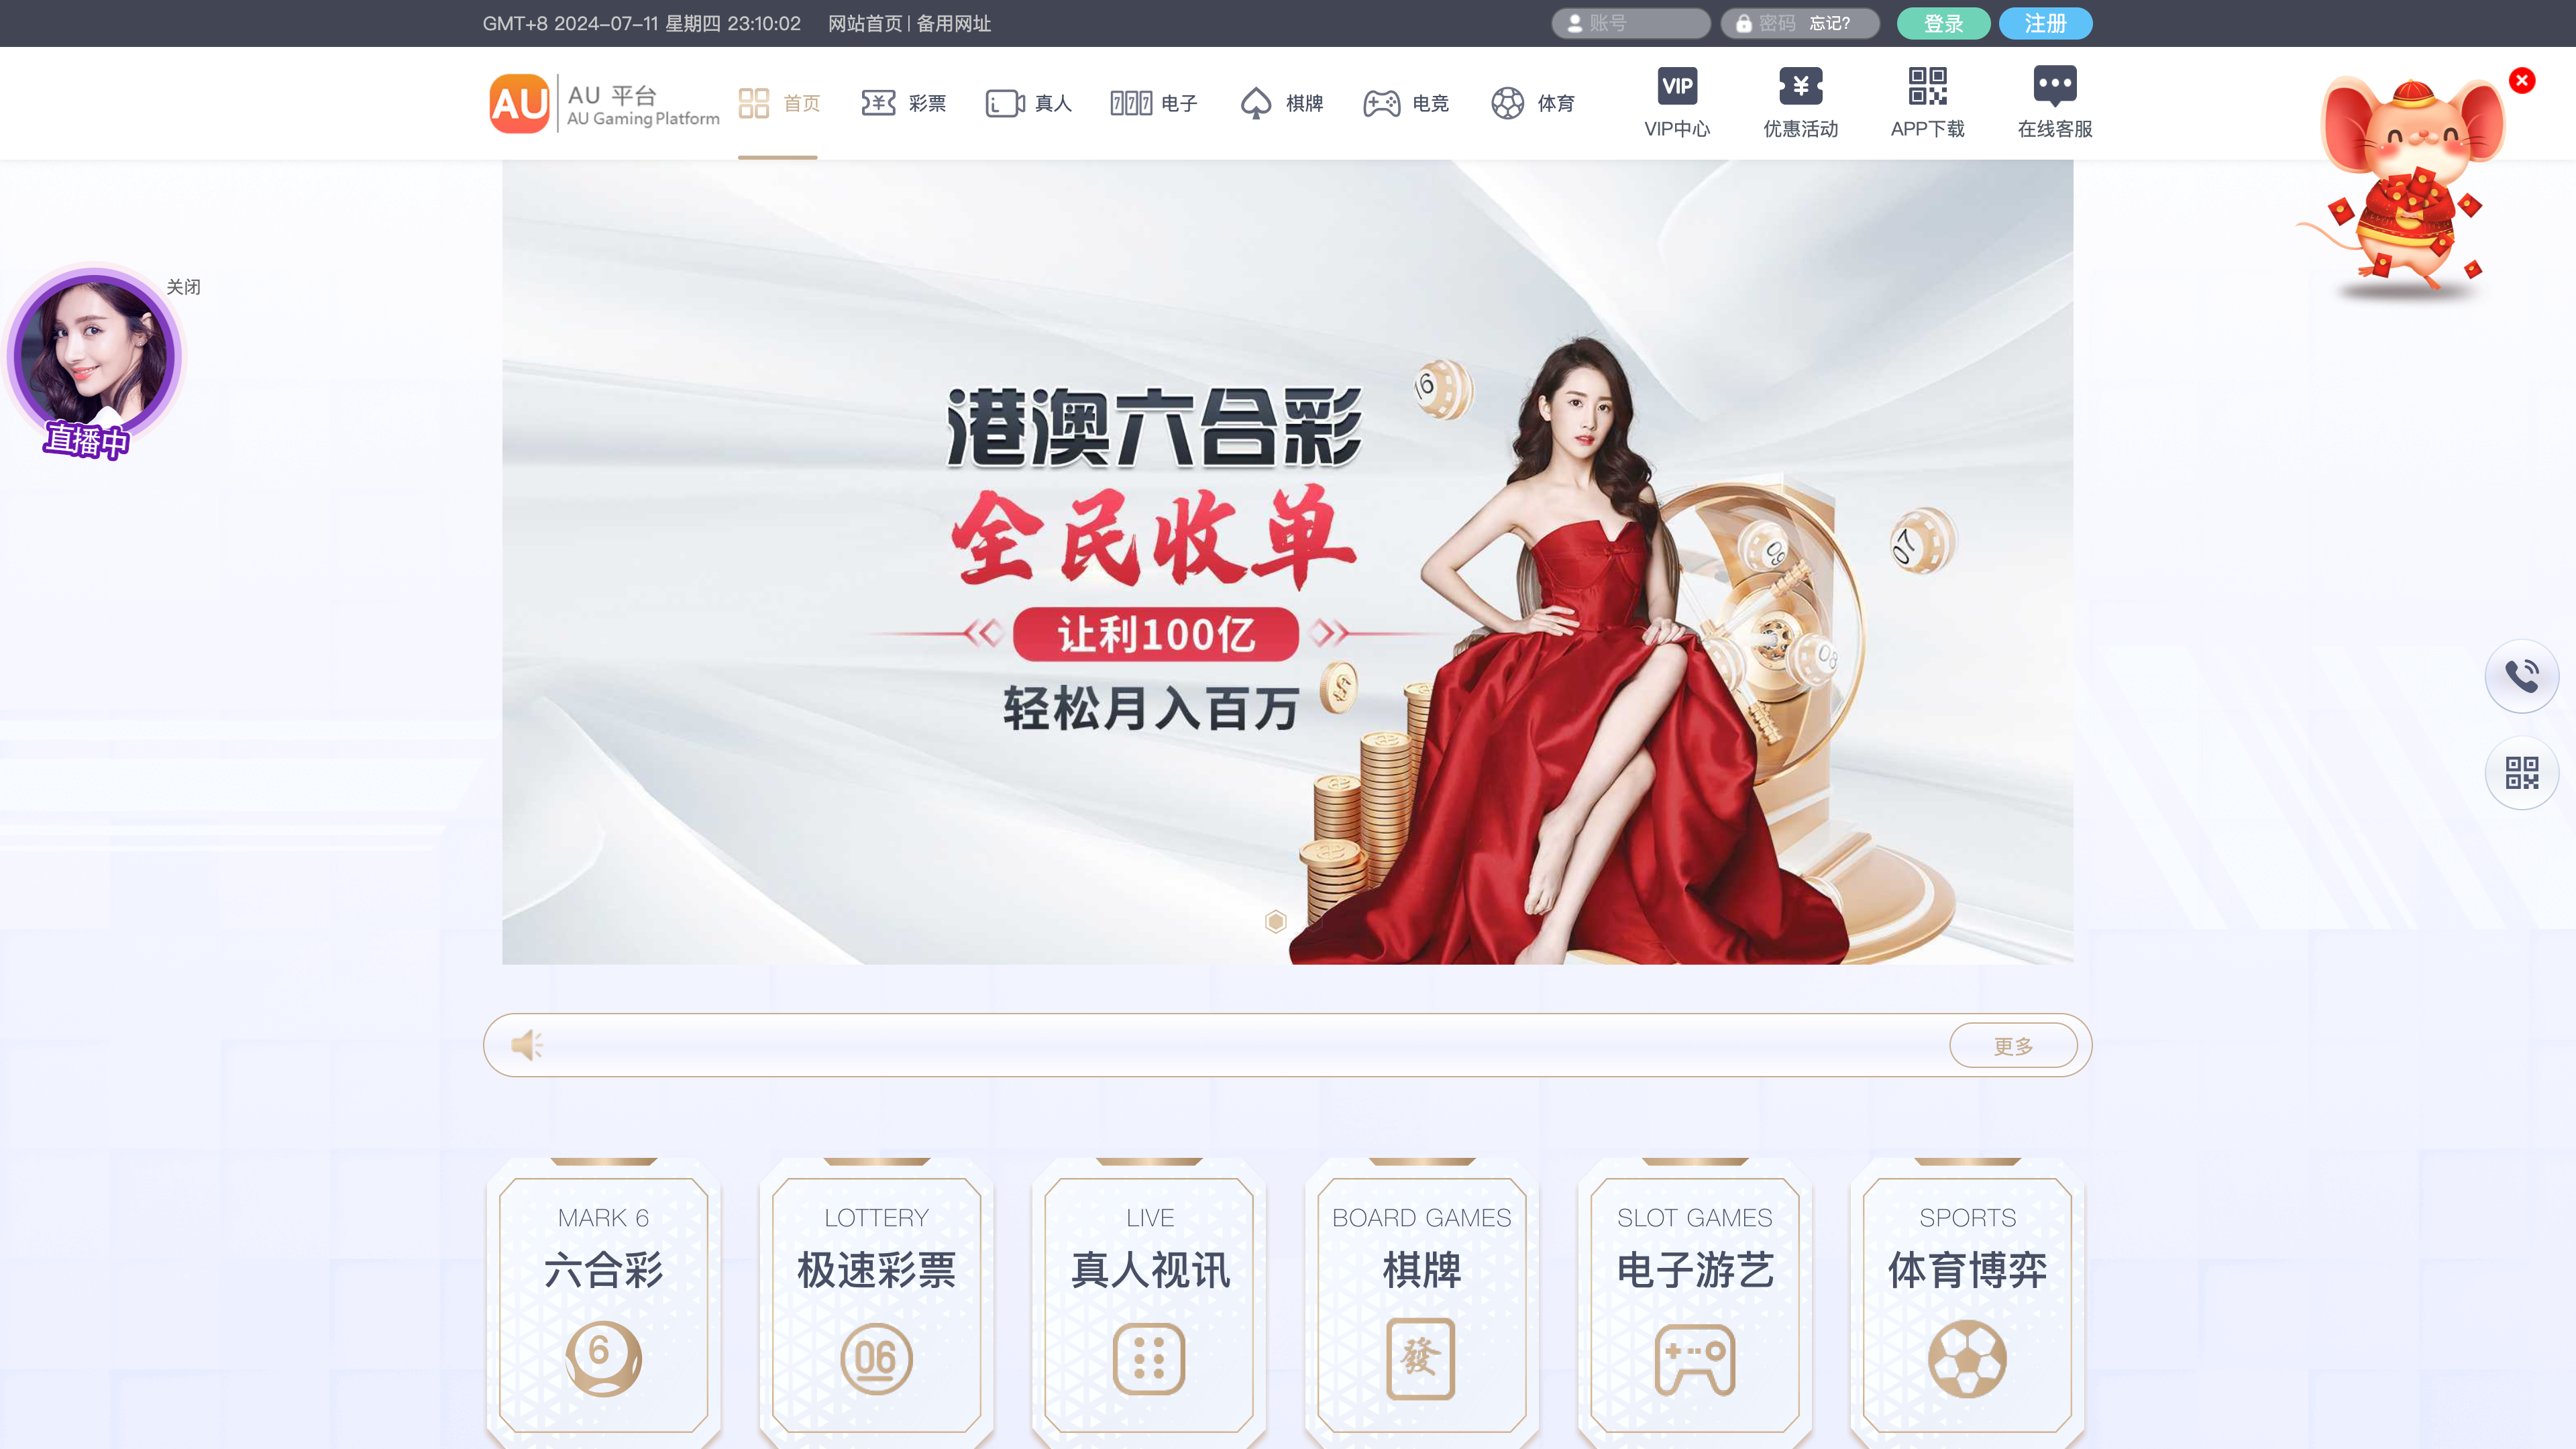 GMT+8 2024-07-11 星期四 23:10:02 网站首页 | 备用网址
账号
密码 忘记?
登录
注册
AU
AU 平台
AU Gaming Platform
首页
彩票
真人
777 电子
棋牌
电竞
体育
VIP
VIP中心
优惠活动
APP下载
在线客服
关闭
直播中
港澳六合彩
全民收单
让利100亿
轻松月入百万
16
09
07
08
更多
MARK 6
六合彩
6
LOTTERY
极速彩票
06
LIVE
真人视讯
BOARD GAMES
棋牌
發
SLOT GAMES
电子游艺
SPORTS
体育博弈